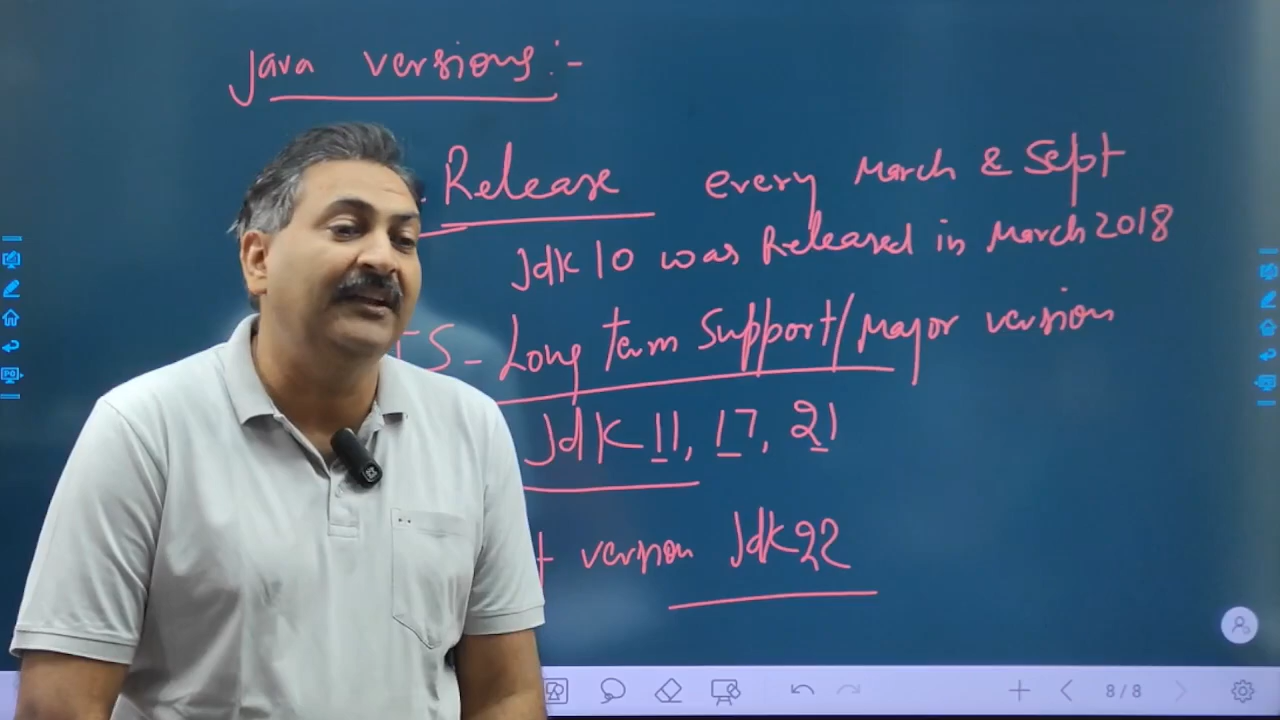 Java versions:-
Release every March & Sept
Jdk 10 was Released in March 2018
TS - Long term Support/Major version
Jdk 11, 17, 21
t version Jdk22
8/8